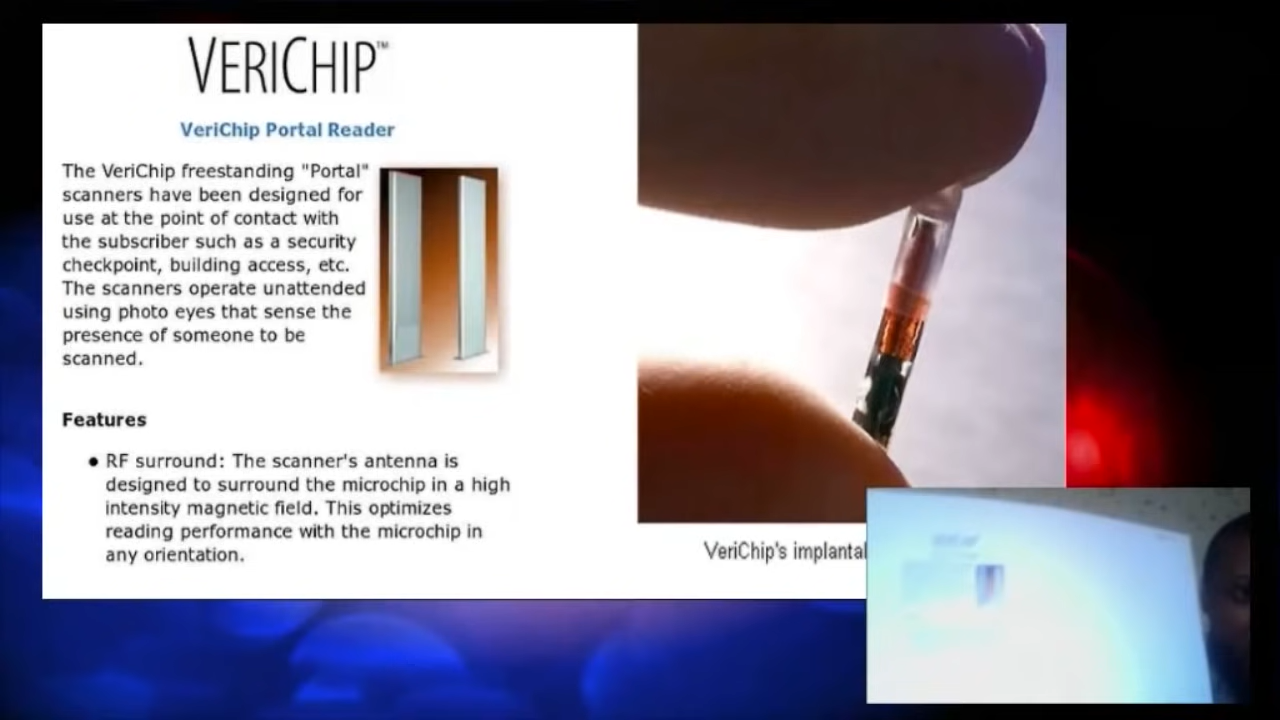 VERICHIP™
VeriChip Portal Reader
The VeriChip freestanding "Portal"
scanners have been designed for
use at the point of contact with
the subscriber such as a security
checkpoint, building access, etc.
The scanners operate unattended
using photo eyes that sense the
presence of someone to be
scanned.
Features
• RF surround: The scanner's antenna is
designed to surround the microchip in a high
intensity magnetic field. This optimizes
reading performance with the microchip in
any orientation.
VeriChip's